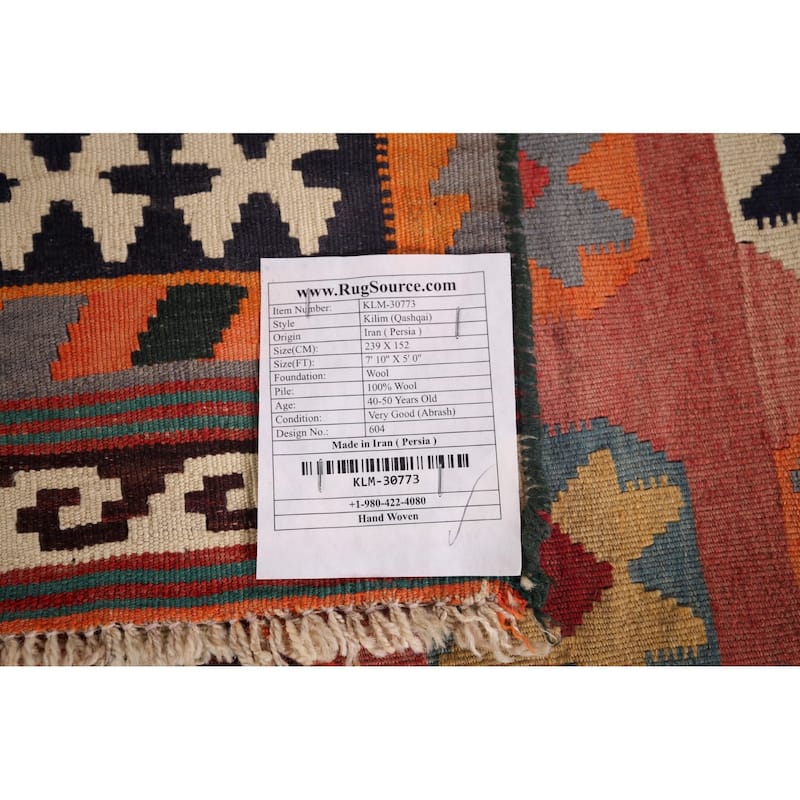 www.RugSource.com
Item Number: KLM-30773
Style Kilim (Qashqai)
Origin Iran ( Persia )
Size(CM): 239 X 152
Size(FT): 7' 10" X 5' 0"
Foundation: Wool
Pile: 100% Wool
Age: 40-50 Years Old
Condition: Very Good (Abrash)
Design No.: 604
Made in Iran ( Persia )
KLM-30773
+1-980-422-4080
Hand Woven